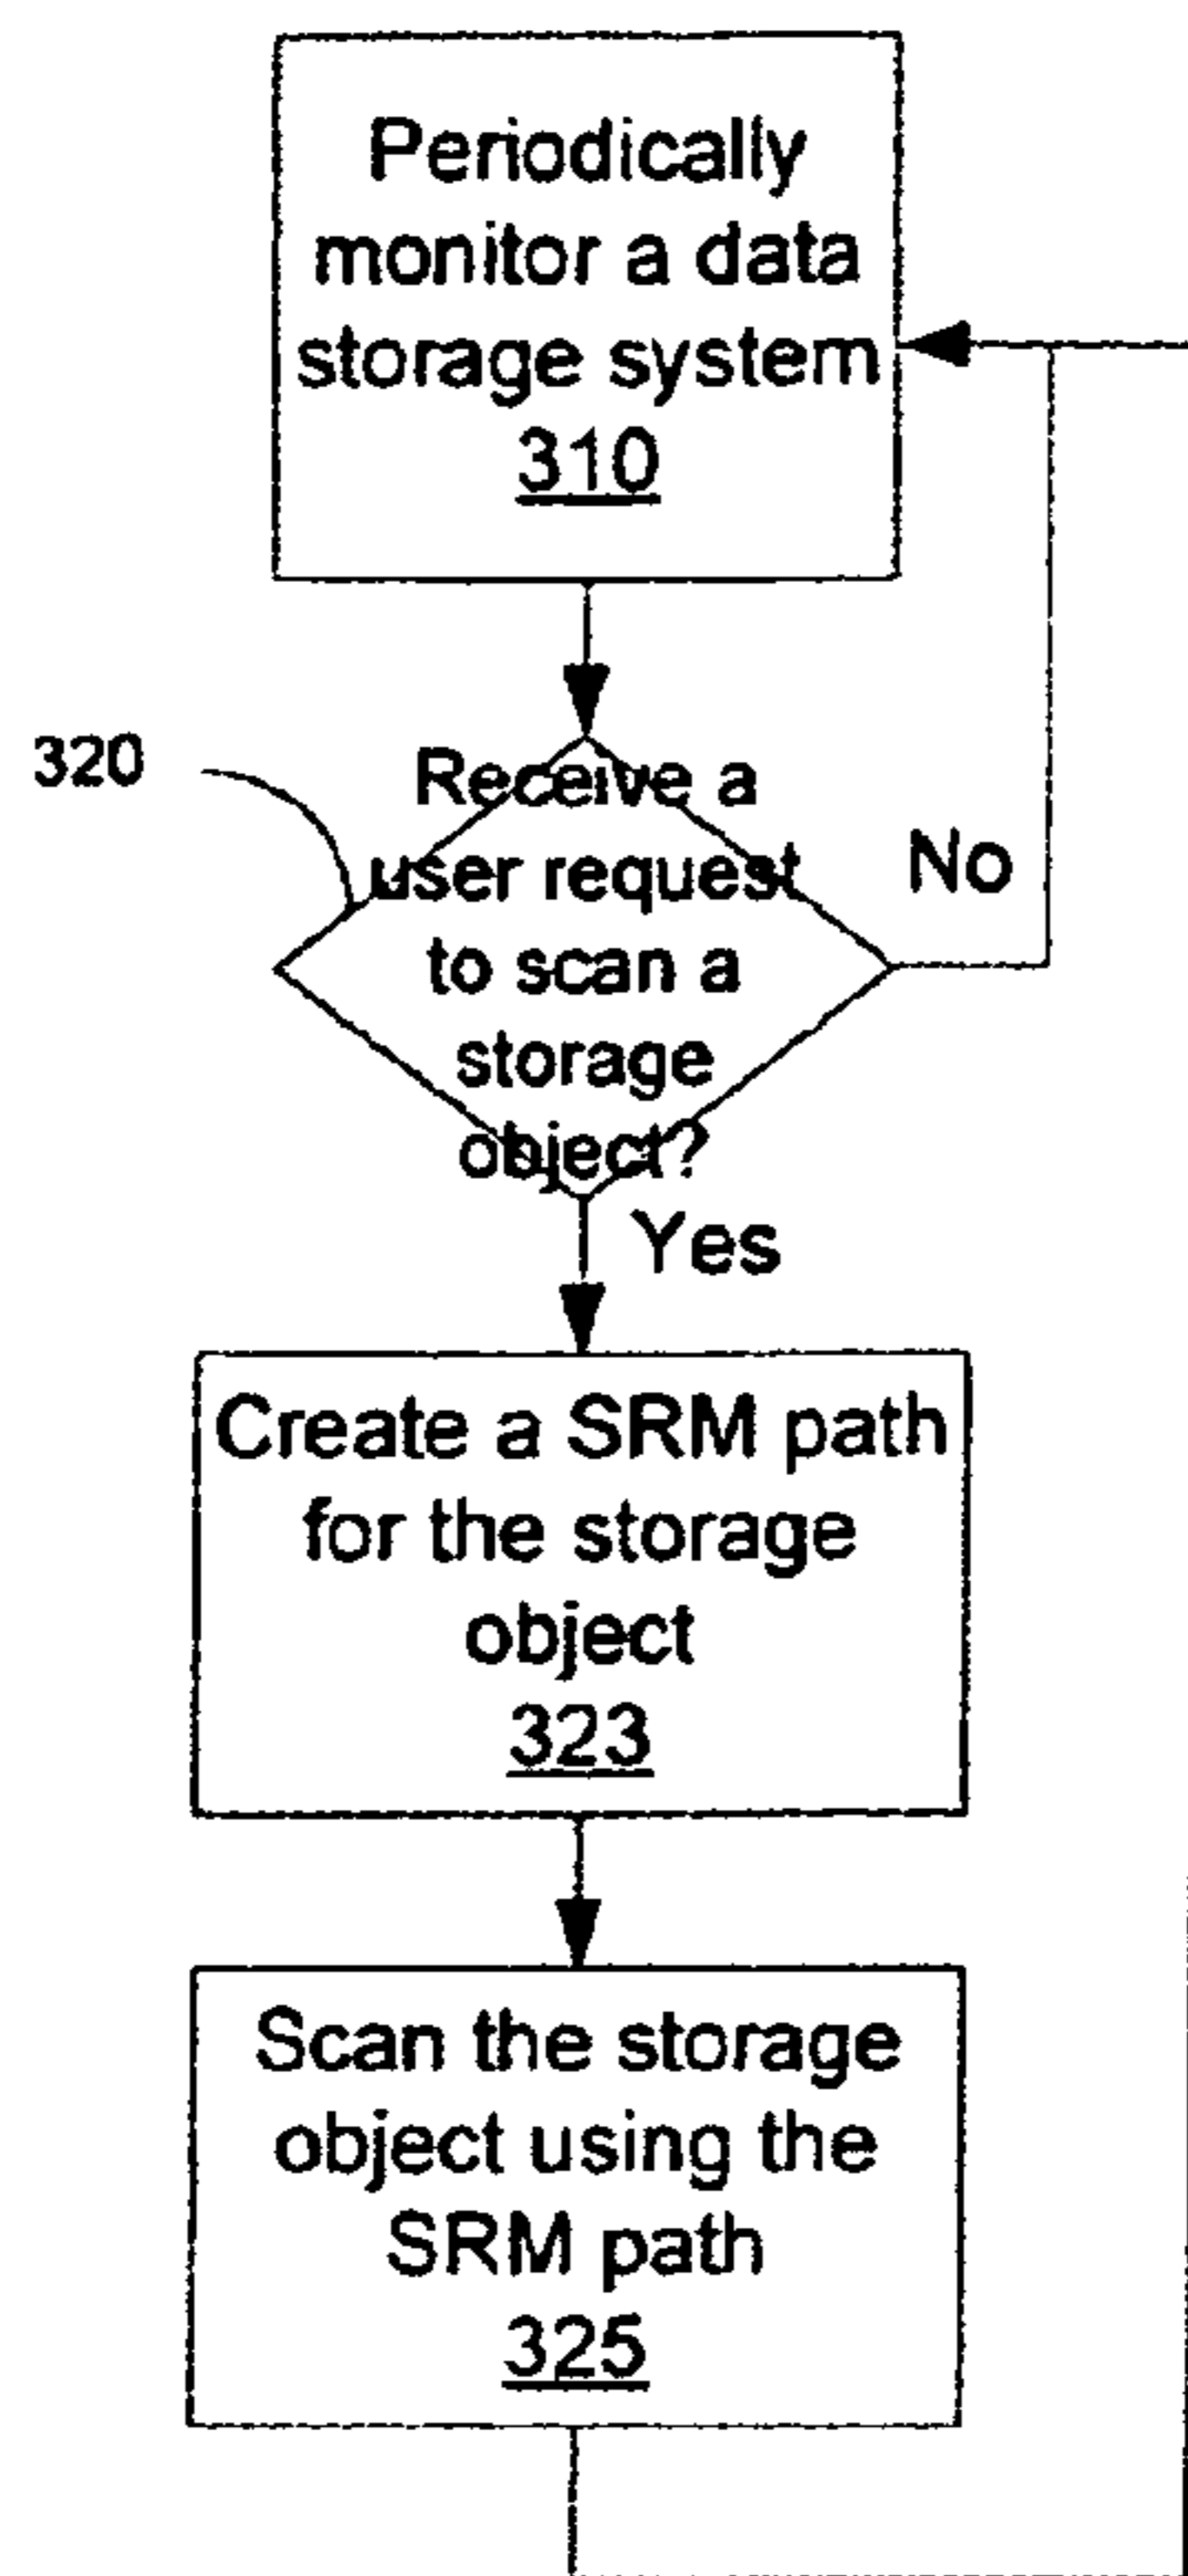 Periodically
monitor a data
storage system
310
320
Receive a
user request
to scan a
storage
object?
No
Yes
Create a SRM path
for the storage
object
323
Scan the storage
object using the
SRM path
325